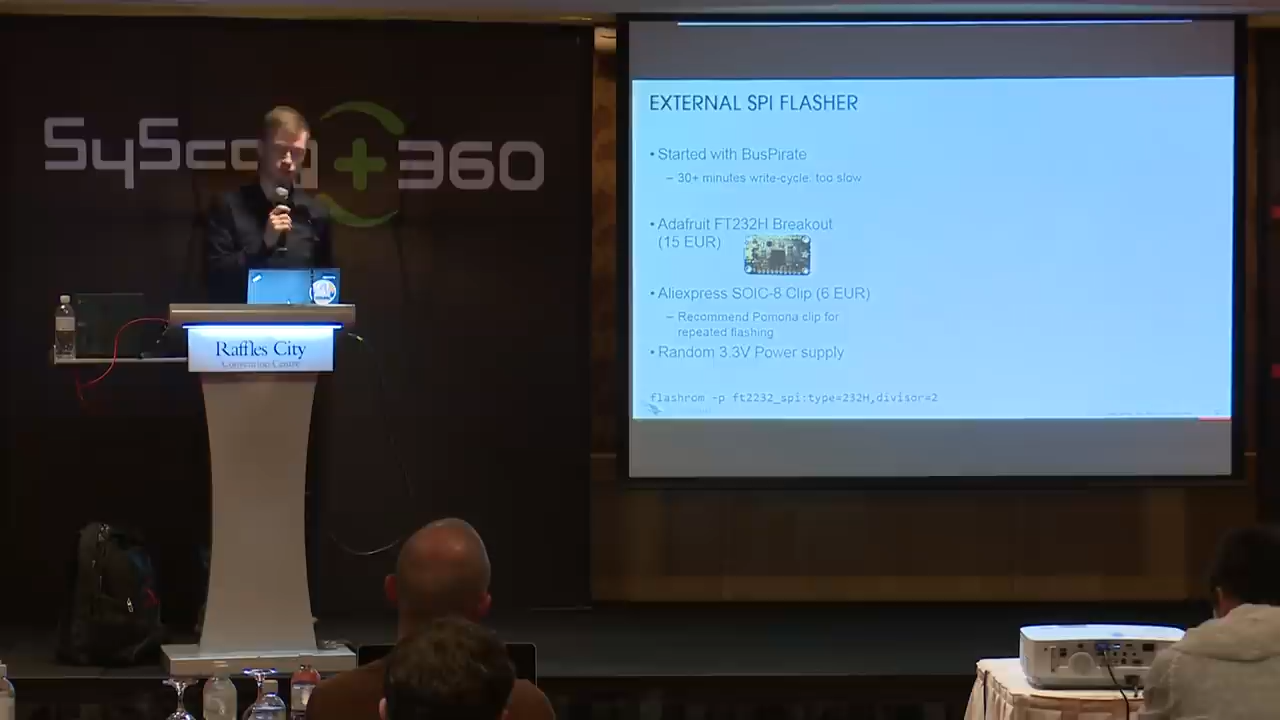 SyScan+360
Raffles City
Convention Centre
EXTERNAL SPI FLASHER
• Started with BusPirate
– 30+ minutes write-cycle: too slow
• Adafruit FT232H Breakout
(15 EUR)
• Aliexpress SOIC-8 Clip (6 EUR)
– Recommend Pomona clip for
repeated flashing
• Random 3.3V Power supply
flashrom -p ft2232_spi:type=232H,divisor=2